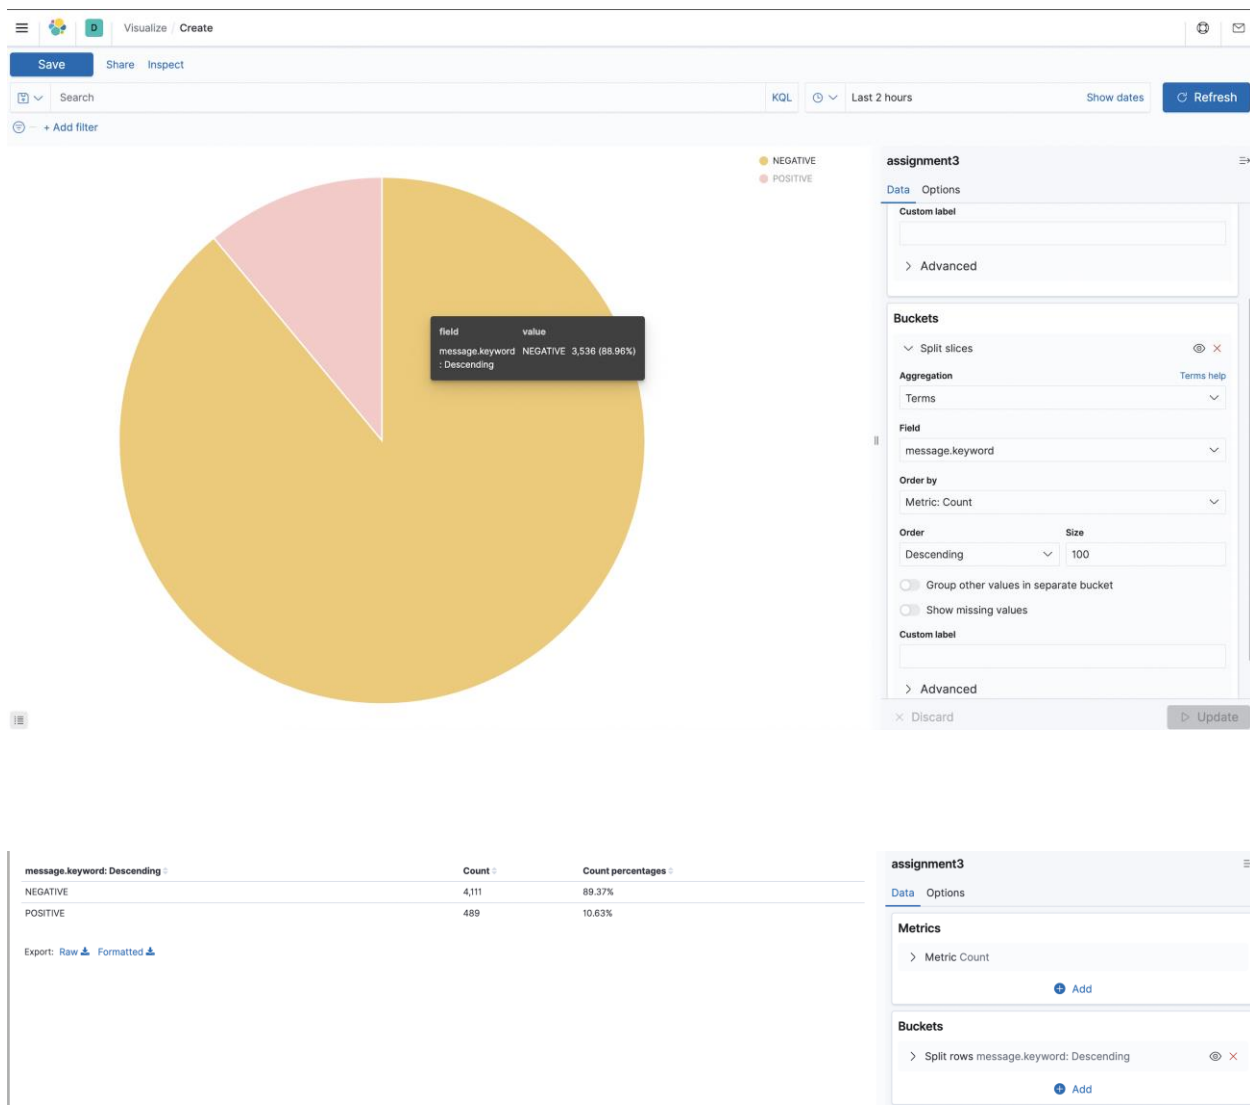 D Visualize / Create
Save Share Inspect
Search KQL Last 2 hours Show dates Refresh
+ Add filter
NEGATIVE
POSITIVE
field value
message.keyword NEGATIVE 3,536 (88.96%)
: Descending
assignment3
Data Options
Custom label
Advanced
Buckets
Split slices
Aggregation Terms help
Terms
Field
message.keyword
Order by
Metric: Count
Order Size
Descending 100
Group other values in separate bucket
Show missing values
Custom label
Advanced
Discard Update
message.keyword: Descending Count Count percentages
NEGATIVE 4,111 89.37%
POSITIVE 489 10.63%
Export: Raw Formatted
assignment3
Data Options
Metrics
Metric Count
Add
Buckets
Split rows message.keyword: Descending
Add